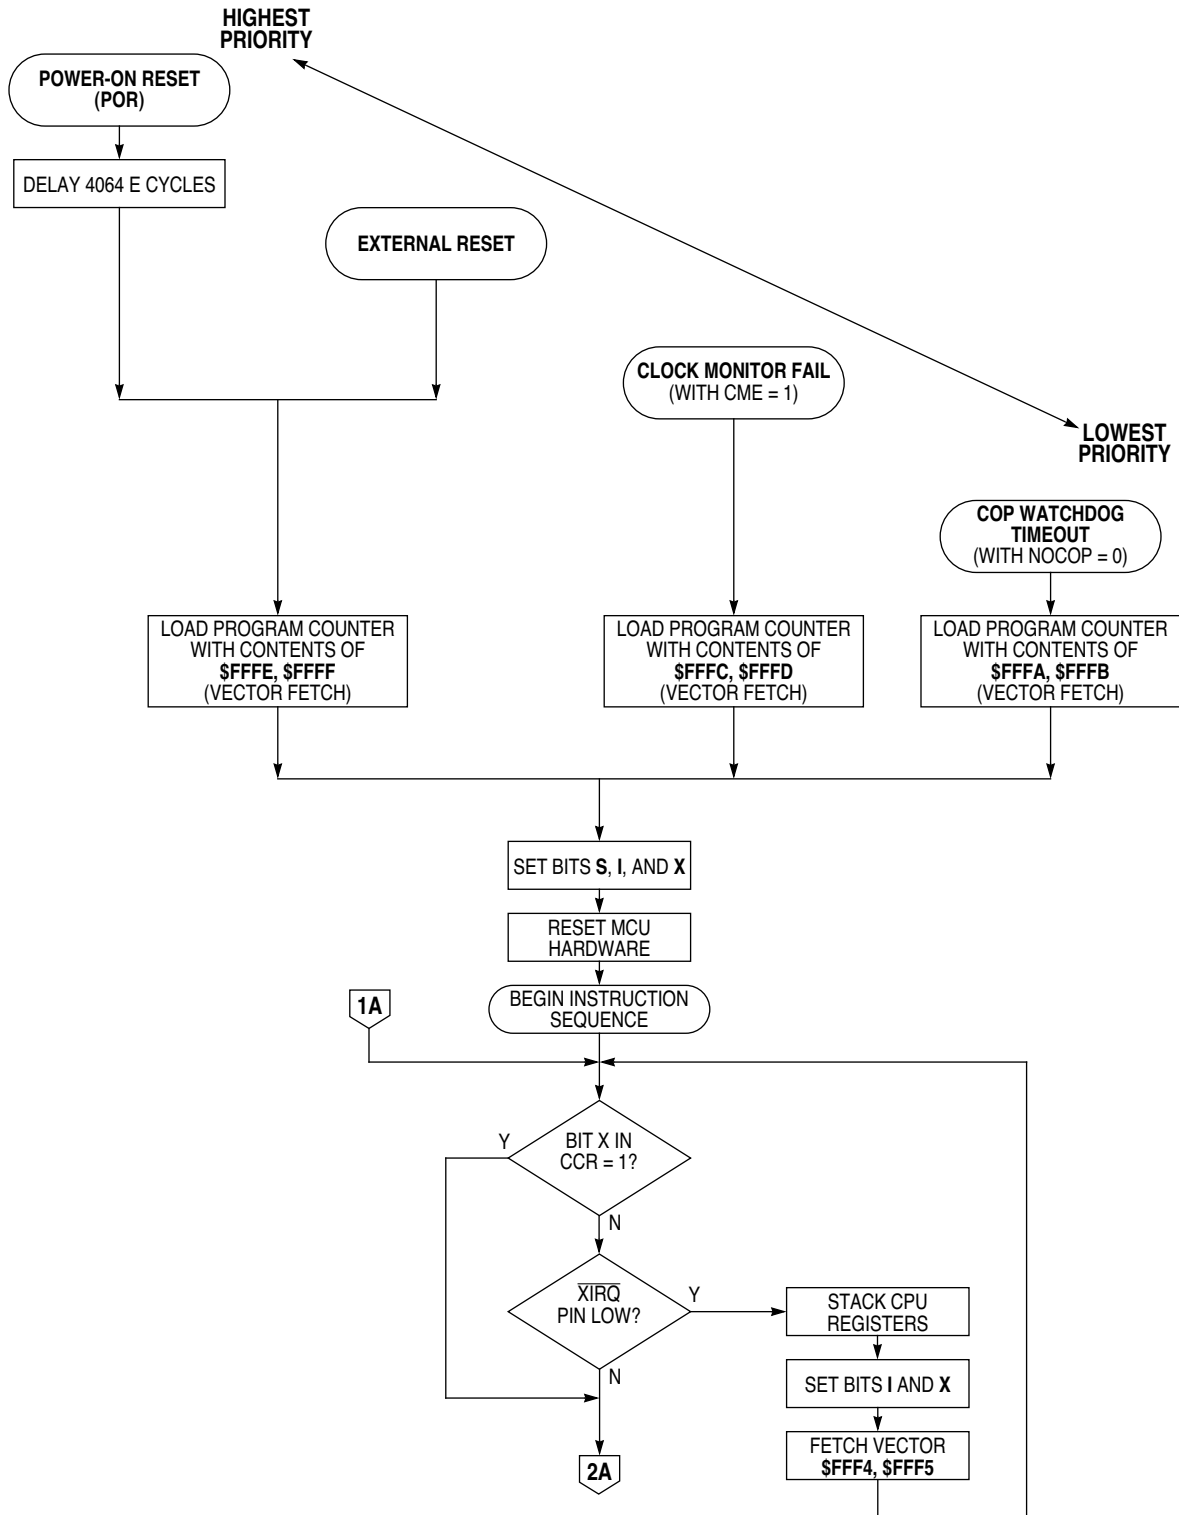 HIGHEST
PRIORITY
POWER-ON RESET
(POR)
DELAY 4064 E CYCLES
EXTERNAL RESET
CLOCK MONITOR FAIL
(WITH CME = 1)
LOWEST
PRIORITY
COP WATCHDOG
TIMEOUT
(WITH NOCOP = 0)
LOAD PROGRAM COUNTER
WITH CONTENTS OF
$FFFE, $FFFF
(VECTOR FETCH)
LOAD PROGRAM COUNTER
WITH CONTENTS OF
$FFFC, $FFFD
(VECTOR FETCH)
LOAD PROGRAM COUNTER
WITH CONTENTS OF
$FFFA, $FFFB
(VECTOR FETCH)
SET BITS S, I, AND X
RESET MCU
HARDWARE
1A
BEGIN INSTRUCTION
SEQUENCE
Y
BIT X IN
CCR = 1?
N
X̅I̅R̅Q̅
PIN LOW?
Y
STACK CPU
REGISTERS
N
SET BITS I AND X
2A
FETCH VECTOR
$FFF4, $FFF5